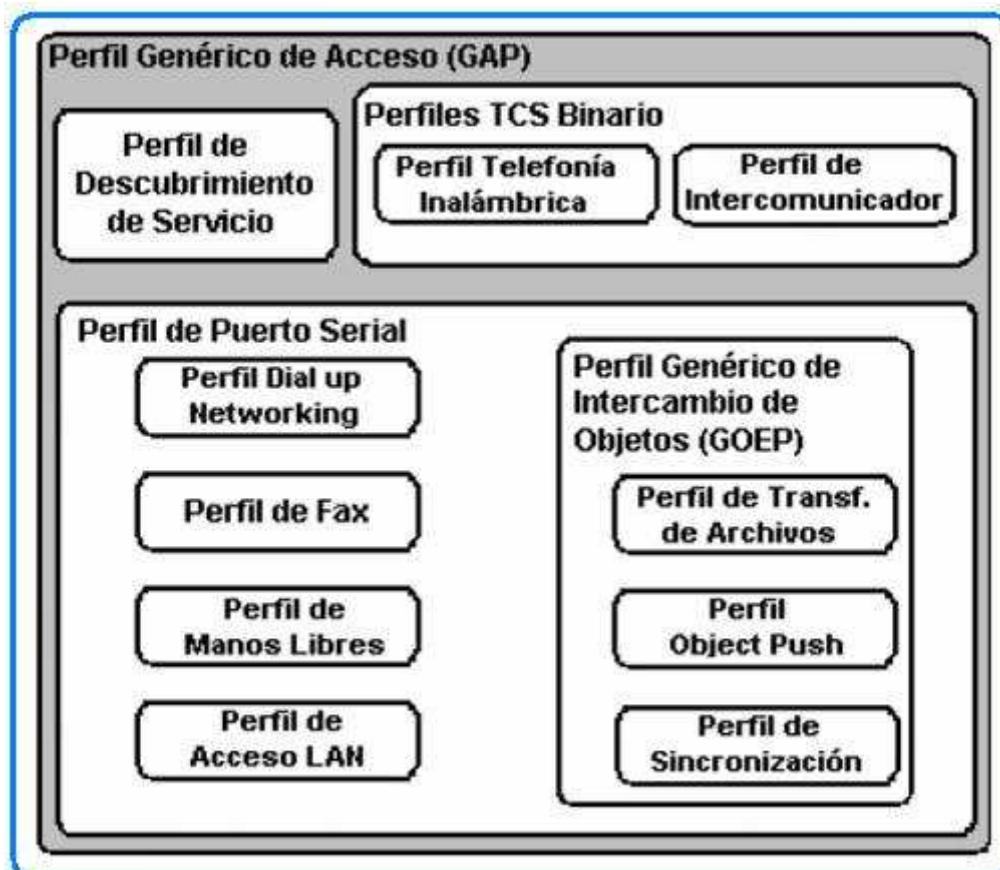 Perfil Genérico de Acceso (GAP)
Perfil de
Descubrimiento
de Servicio
Perfiles TCS Binario
Perfil Telefonía
Inalámbrica
Perfil de
Intercomunicador
Perfil de Puerto Serial
Perfil Dial up
Networking
Perfil de Fax
Perfil de
Manos Libres
Perfil de
Acceso LAN
Perfil Genérico de
Intercambio de
Objetos (GOEP)
Perfil de Transf.
de Archivos
Perfil
Object Push
Perfil de
Sincronización